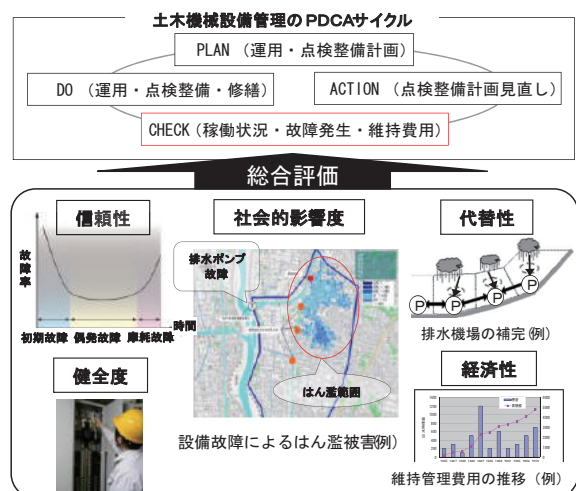 土木機械設備管理のPDCAサイクル
PLAN（運用・点検整備計画）
DO（運用・点検整備・修繕）
ACTION（点検整備計画見直し）
CHECK（稼働状況・故障発生・維持費用）
総合評価
信頼性
社会的影響度
代替性
故障率
時間
初期故障
偶発故障
摩耗故障
排水ポンプ
故障
はん濫範囲
設備故障によるはん濫被害例）
P
P
P
P
排水機場の補完（例）
健全度
経済性
維持管理費用の推移（例）